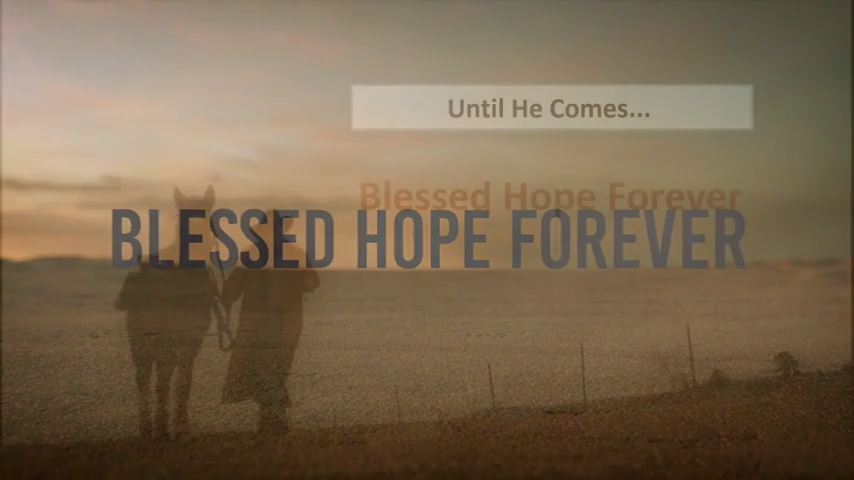 Until He Comes...
Blessed Hope Forever
BLESSED HOPE FOREVER